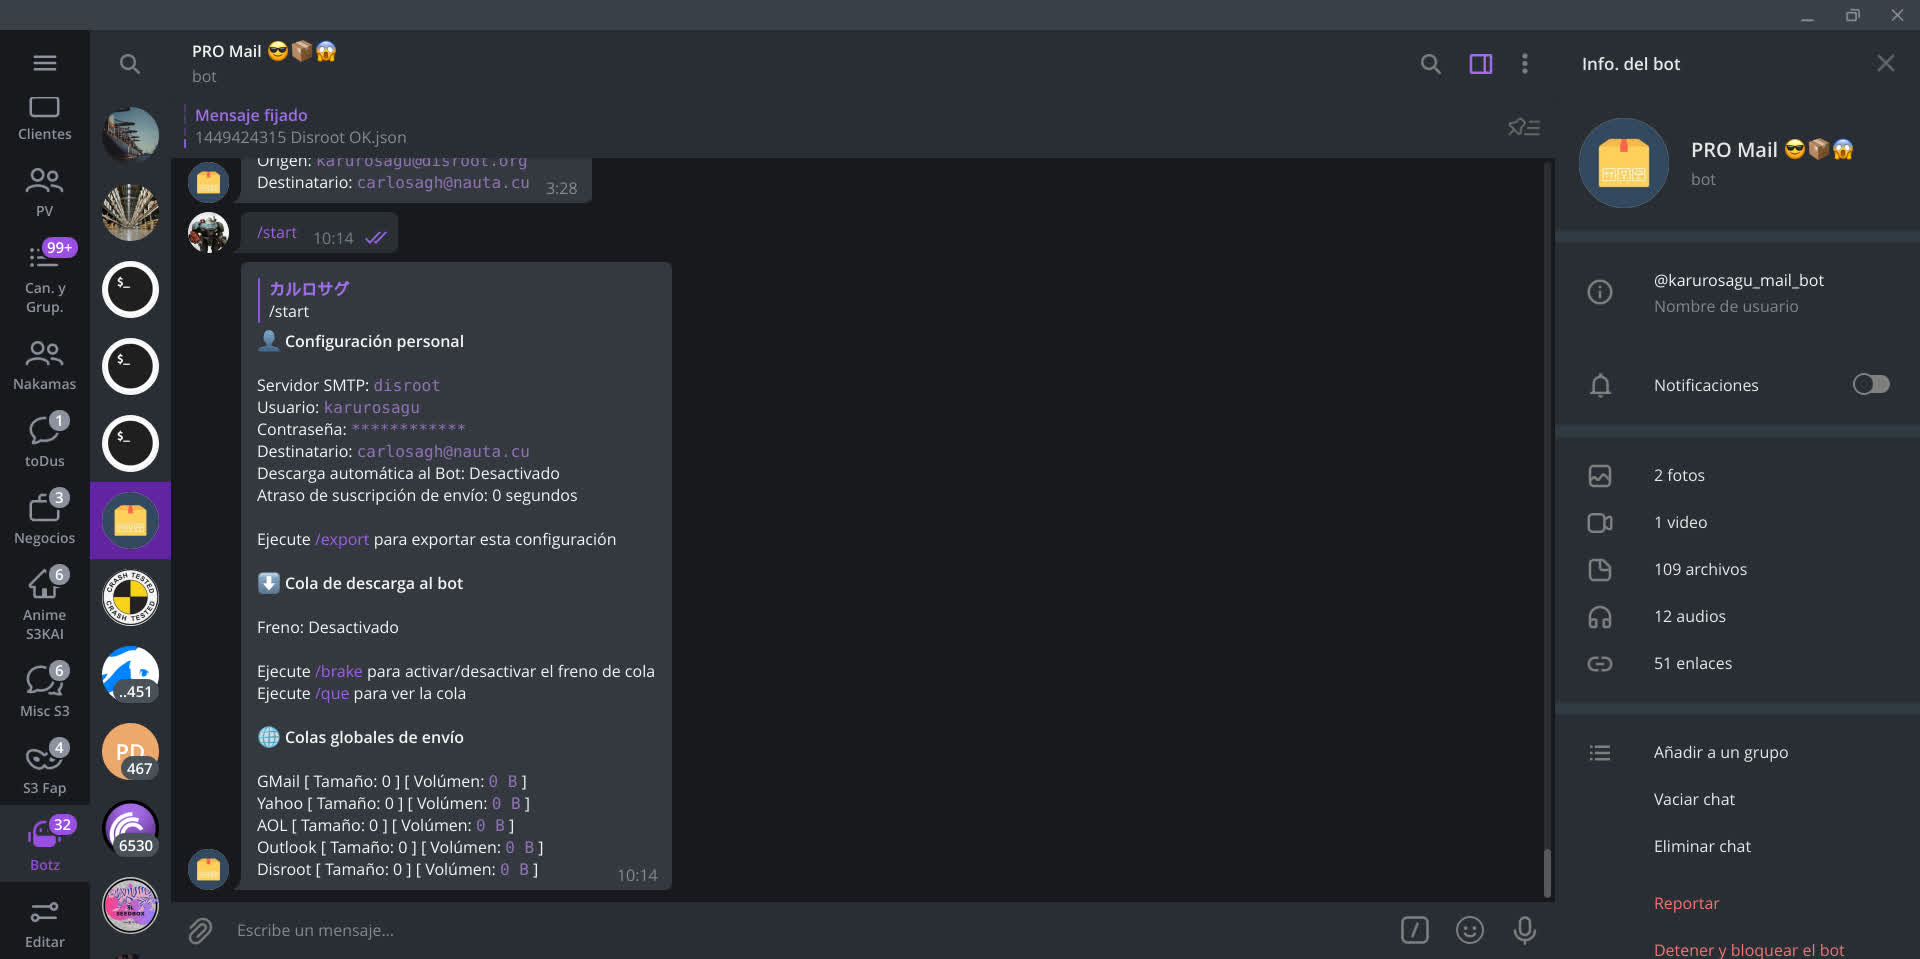 Clientes
PV
99+
Can. y
Grup.
Nakamas
1
toDus
3
Negocios
6
Anime
S3KAI
6
Misc S3
4
S3 Fap
32
Botz
Editar
$_
$_
$_
CRASH TESTED
CRASH TESTED
..451
PD
467
6530
SEEDBOX
PRO Mail 😎📦😱
bot
Mensaje fijado
1449424315 Disroot OK.json
Origen: karurosagu@disroot.org
Destinatario: carlosagh@nauta.cu 3:28
/start 10:14
カルロサグ
/start
👤 Configuración personal
Servidor SMTP: disroot
Usuario: karurosagu
Contraseña: ************
Destinatario: carlosagh@nauta.cu
Descarga automática al Bot: Desactivado
Atraso de suscripción de envío: 0 segundos
Ejecute /export para exportar esta configuración
⬇️ Cola de descarga al bot
Freno: Desactivado
Ejecute /brake para activar/desactivar el freno de cola
Ejecute /que para ver la cola
🌐 Colas globales de envío
GMail [ Tamaño: 0 ] [ Volúmen: 0 B ]
Yahoo [ Tamaño: 0 ] [ Volúmen: 0 B ]
AOL [ Tamaño: 0 ] [ Volúmen: 0 B ]
Outlook [ Tamaño: 0 ] [ Volúmen: 0 B ]
Disroot [ Tamaño: 0 ] [ Volúmen: 0 B ]
10:14
Escribe un mensaje...
Info. del bot
PRO Mail 😎📦😱
bot
@karurosagu_mail_bot
Nombre de usuario
Notificaciones
2 fotos
1 video
109 archivos
12 audios
51 enlaces
Añadir a un grupo
Vaciar chat
Eliminar chat
Reportar
Detener y bloquear el bot